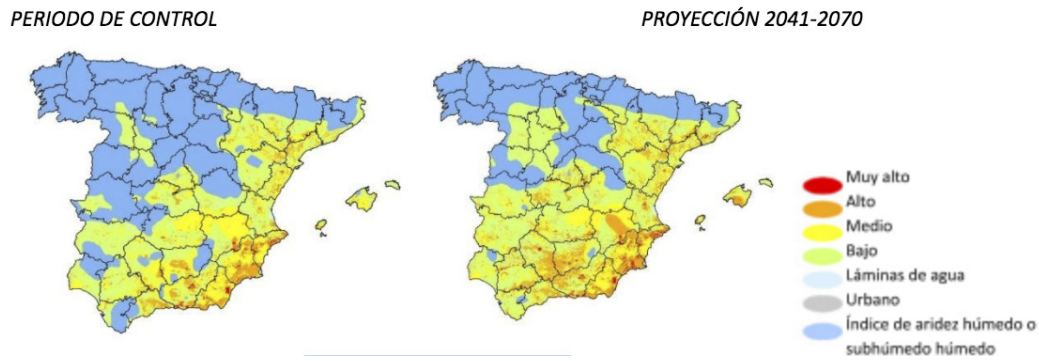 PERIODO DE CONTROL
PROYECCIÓN 2041-2070
Muy alto
Alto
Medio
Bajo
Láminas de agua
Urbano
Índice de aridez húmedo o
subhúmedo húmedo